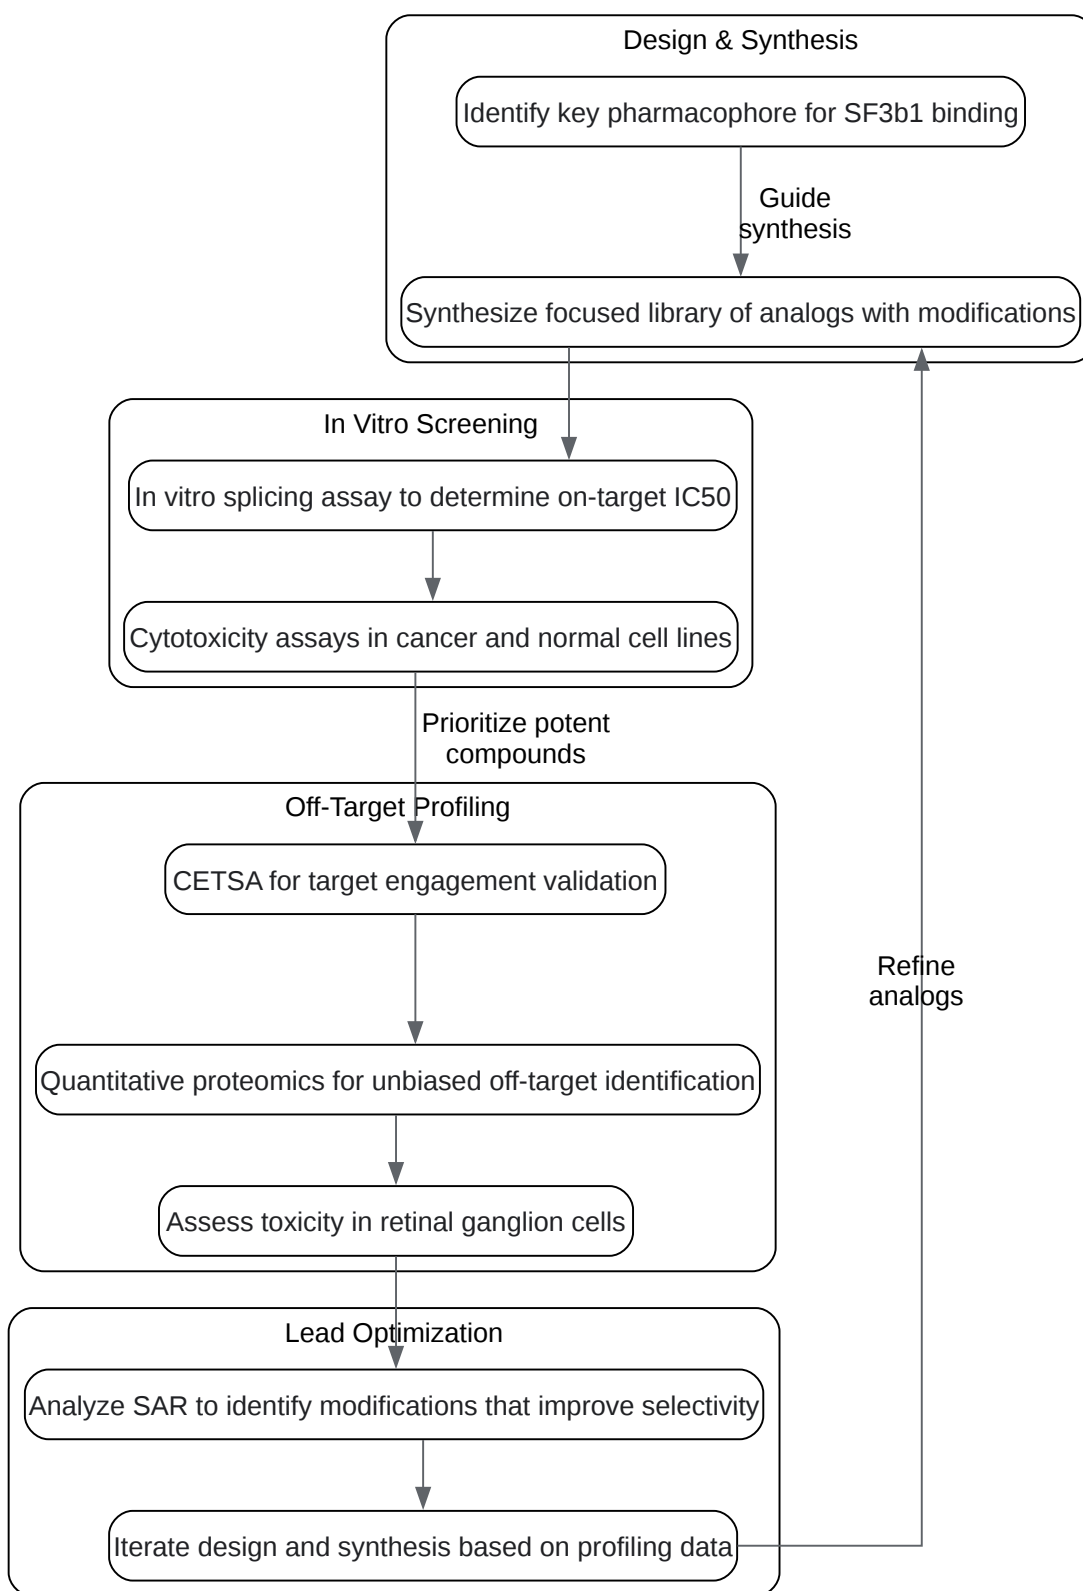 Design & Synthesis
Identify key pharmacophore for SF3b1 binding
Guide
synthesis
Synthesize focused library of analogs with modifications
In Vitro Screening
In vitro splicing assay to determine on-target IC50
Cytotoxicity assays in cancer and normal cell lines
Prioritize potent
compounds
Off-Target Profiling
CETSA for target engagement validation
Refine
analogs
Quantitative proteomics for unbiased off-target identification
Assess toxicity in retinal ganglion cells
Lead Optimization
Analyze SAR to identify modifications that improve selectivity
Iterate design and synthesis based on profiling data